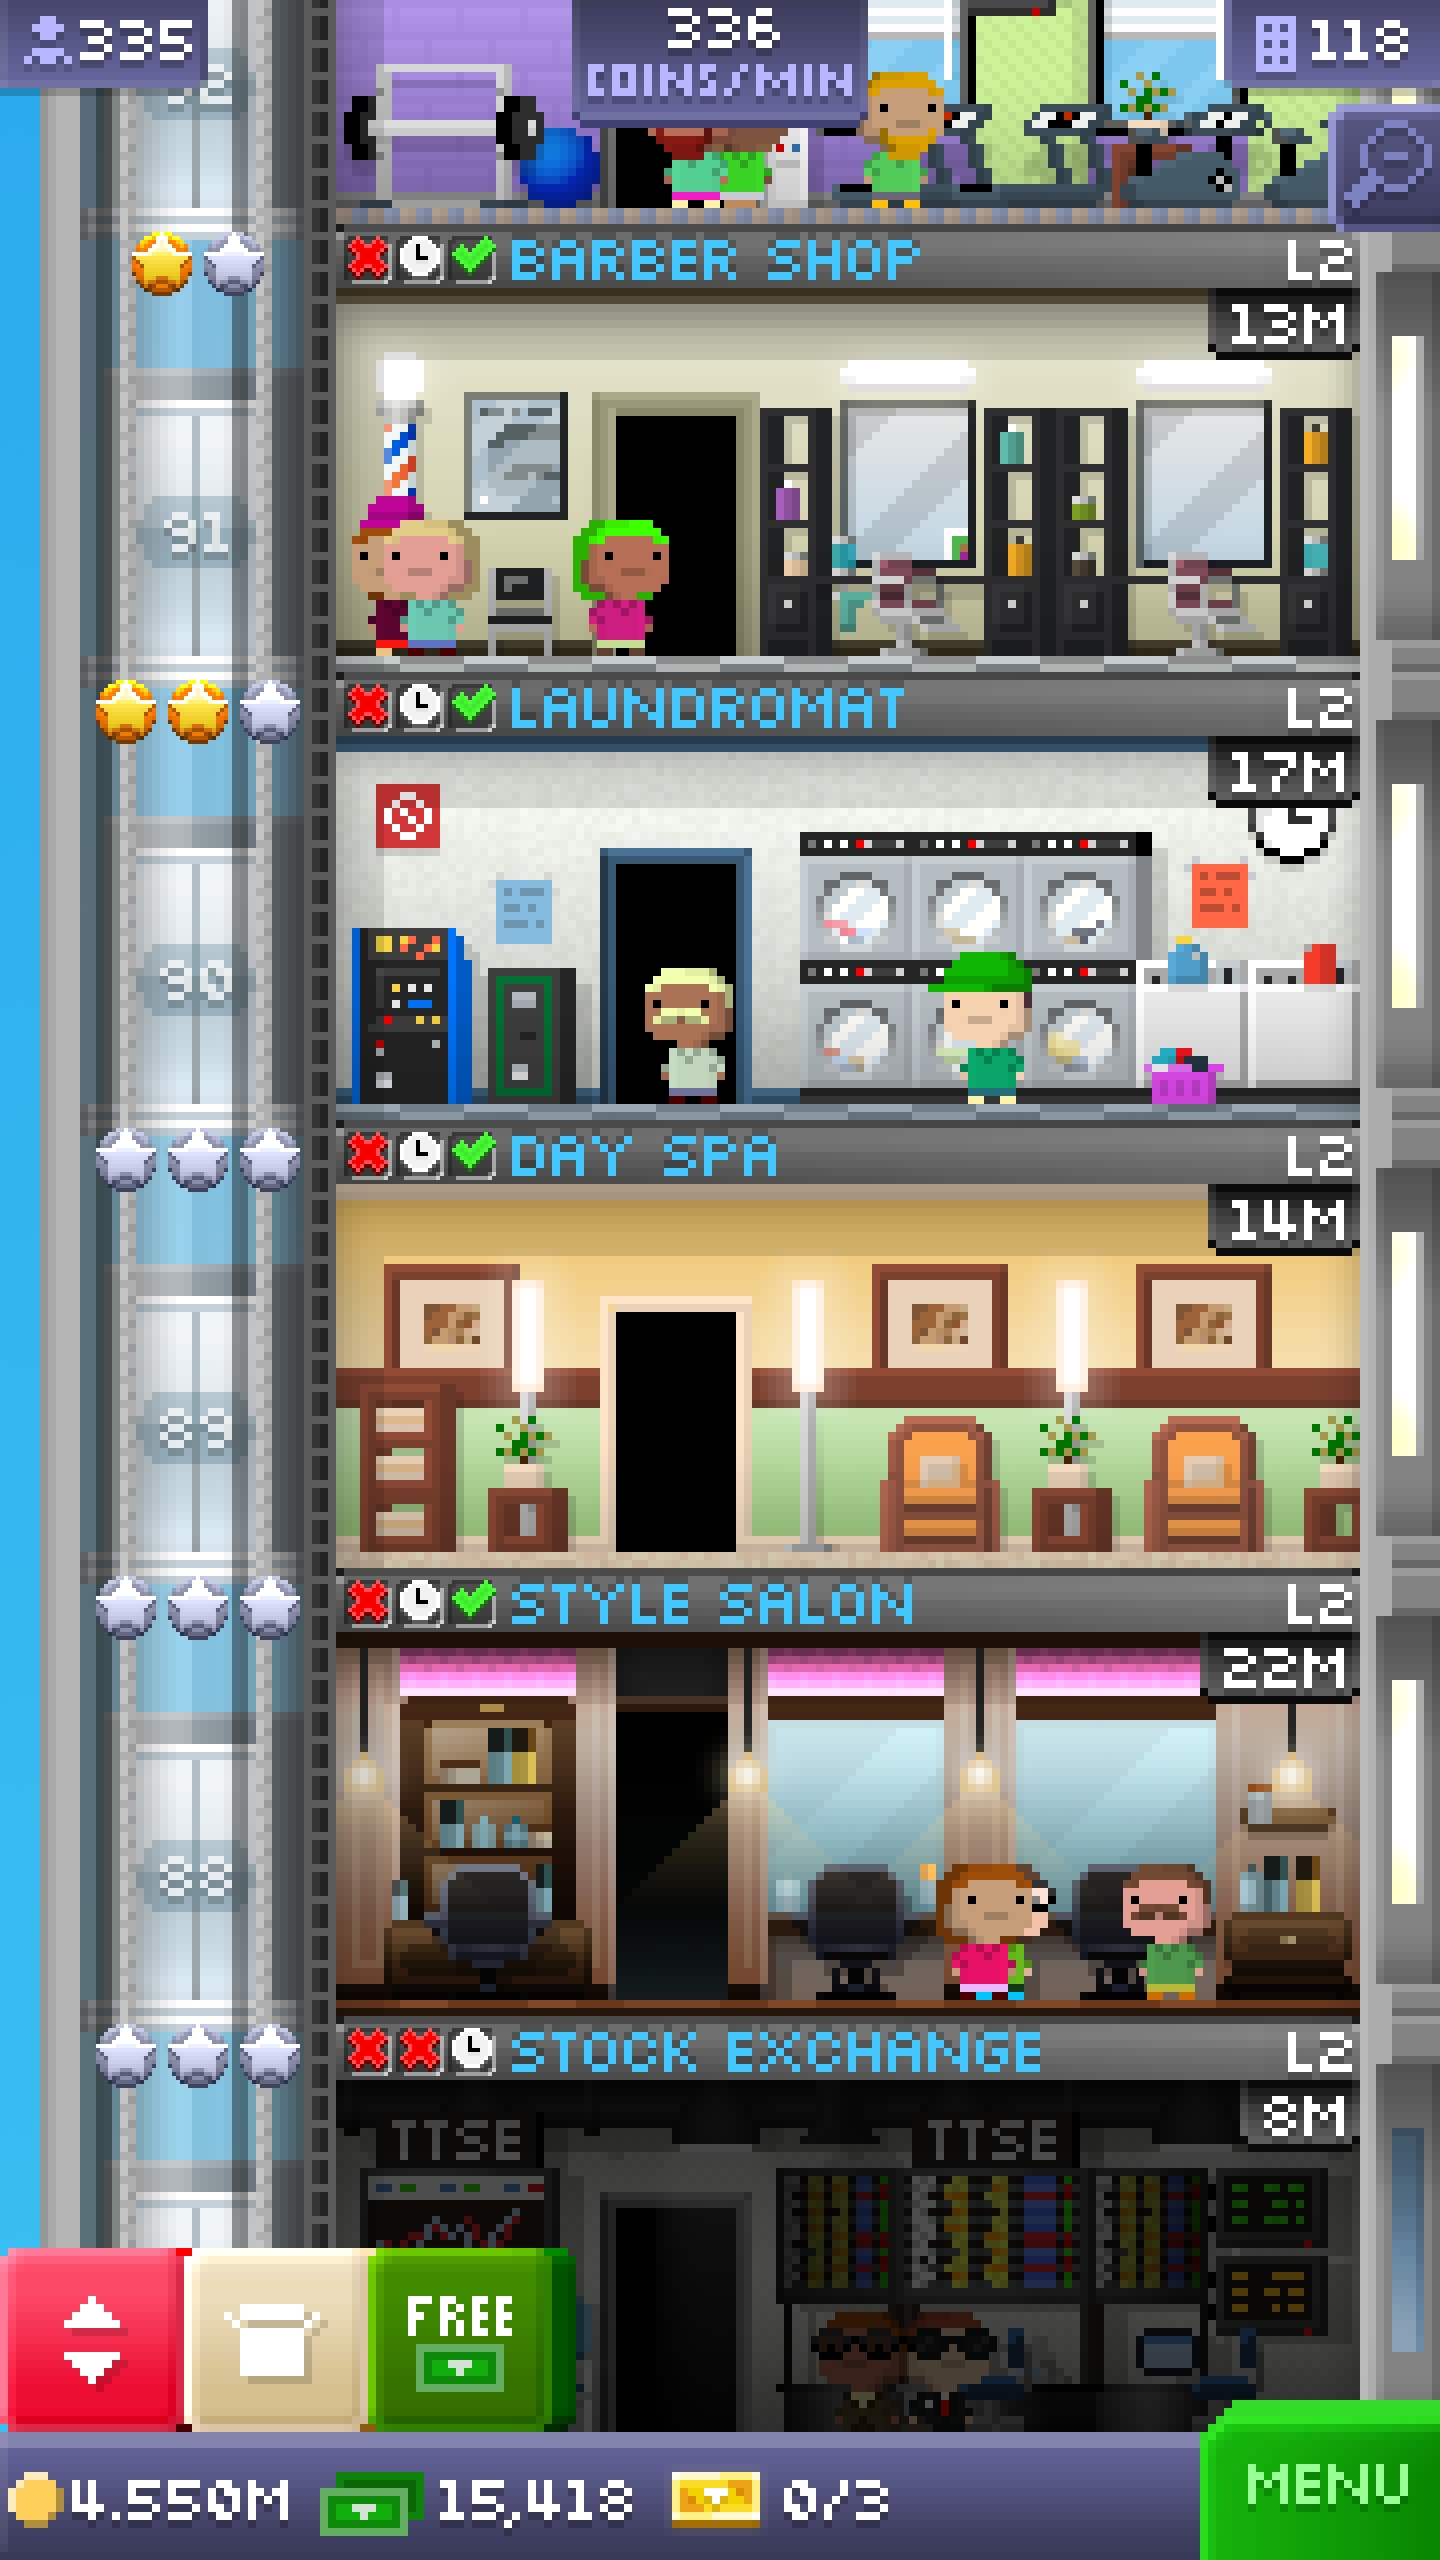 335
336
COINS/MIN
118
92
BARBER SHOP L2
13M
91
LAUNDROMAT L2
17M
90
DAY SPA L2
14M
89
STYLE SALON L2
22M
88
STOCK EXCHANGE L2
8M
TTSE TTSE
FREE
4.550M 15,418 0/3
MENU